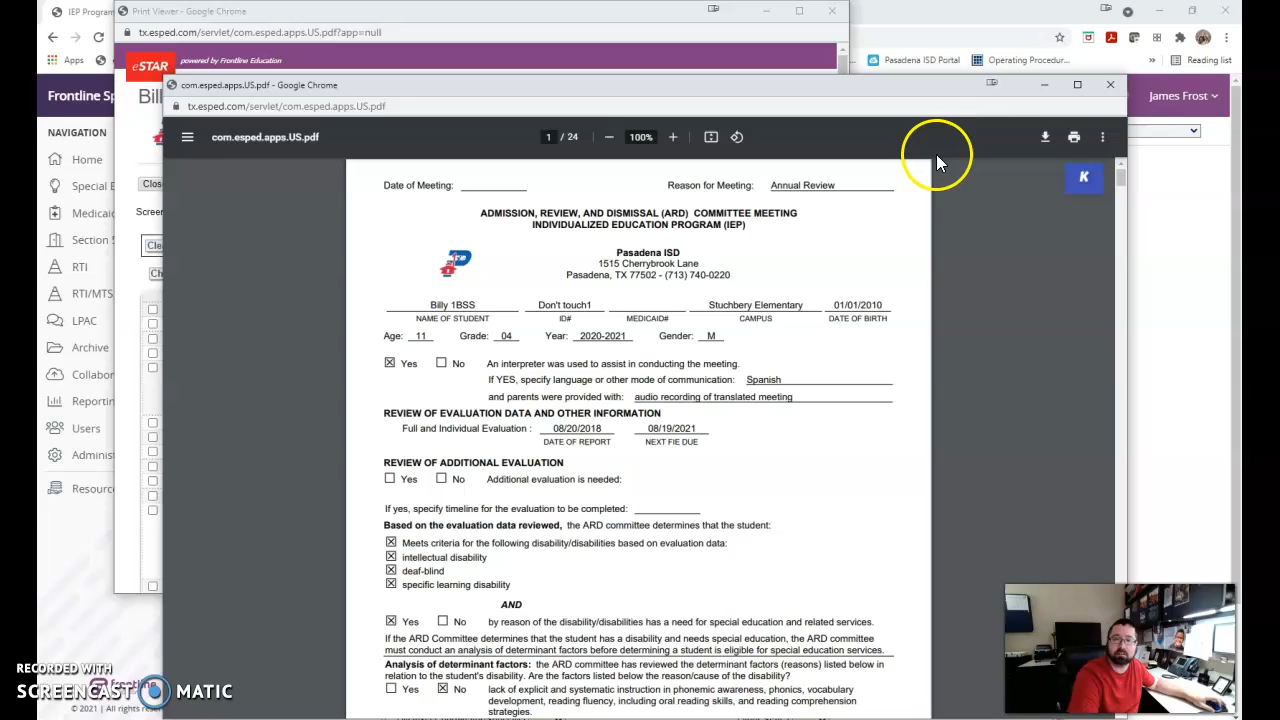 IEP Program
Print Viewer - Google Chrome
tx.esped.com/servlet/com.esped.apps.US.pdf?app=null
Apps
Pasadena ISD Portal
Operating Procedur...
Reading list
eSTAR
powered by Frontline Education
Frontline Sp
Bill
James Frost
com.esped.apps.US.pdf - Google Chrome
tx.esped.com/servlet/com.esped.apps.US.pdf
com.esped.apps.US.pdf
1 / 24
100%
K
NAVIGATION
Home
Special E
Medicaid
Section 5
RTI
RTI/MTS
LPAC
Archive
Collabor
Reportin
Users
Administ
Resourc
Clos
Screen
Clea
Ch
Date of Meeting:
Reason for Meeting: Annual Review
ADMISSION, REVIEW, AND DISMISSAL (ARD) COMMITTEE MEETING
INDIVIDUALIZED EDUCATION PROGRAM (IEP)
Pasadena ISD
1515 Cherrybrook Lane
Pasadena, TX 77502 - (713) 740-0220
Billy 1BSS Don't touch1 Stuchbery Elementary 01/01/2010
NAME OF STUDENT ID# MEDICAID# CAMPUS DATE OF BIRTH
Age: 11 Grade: 04 Year: 2020-2021 Gender: M
☒ Yes ☐ No An interpreter was used to assist in conducting the meeting.
If YES, specify language or other mode of communication: Spanish
and parents were provided with: audio recording of translated meeting
REVIEW OF EVALUATION DATA AND OTHER INFORMATION
Full and Individual Evaluation : 08/20/2018 08/19/2021
DATE OF REPORT NEXT FIE DUE
REVIEW OF ADDITIONAL EVALUATION
☐ Yes ☐ No Additional evaluation is needed:
If yes, specify timeline for the evaluation to be completed:
Based on the evaluation data reviewed, the ARD committee determines that the student:
☒ Meets criteria for the following disability/disabilities based on evaluation data:
☒ intellectual disability
☒ deaf-blind
☒ specific learning disability
AND
☒ Yes ☐ No by reason of the disability/disabilities has a need for special education and related services.
If the ARD Committee determines that the student has a disability and needs special education, the ARD committee
must conduct an analysis of determinant factors before determining a student is eligible for special education services.
Analysis of determinant factors: the ARD committee has reviewed the determinant factors (reasons) listed below in
relation to the student's disability. Are the factors listed below the reason/cause of the disability?
☐ Yes ☒ No lack of explicit and systematic instruction in phonemic awareness, phonics, vocabulary
development, reading fluency, including oral reading skills, and reading comprehension
strategies.
RECORDED WITH
SCREENCAST MATIC
frontline
© 2021 | All rights rese